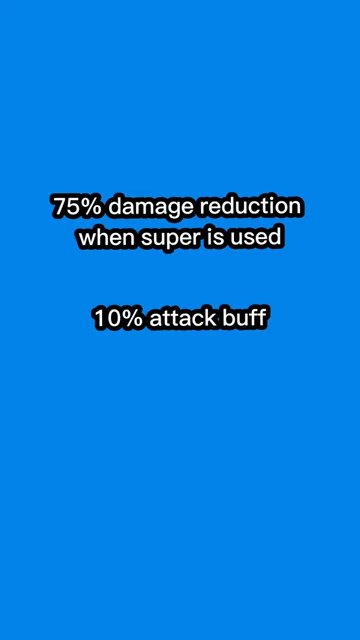 75% damage reduction
when super is used
10% attack buff